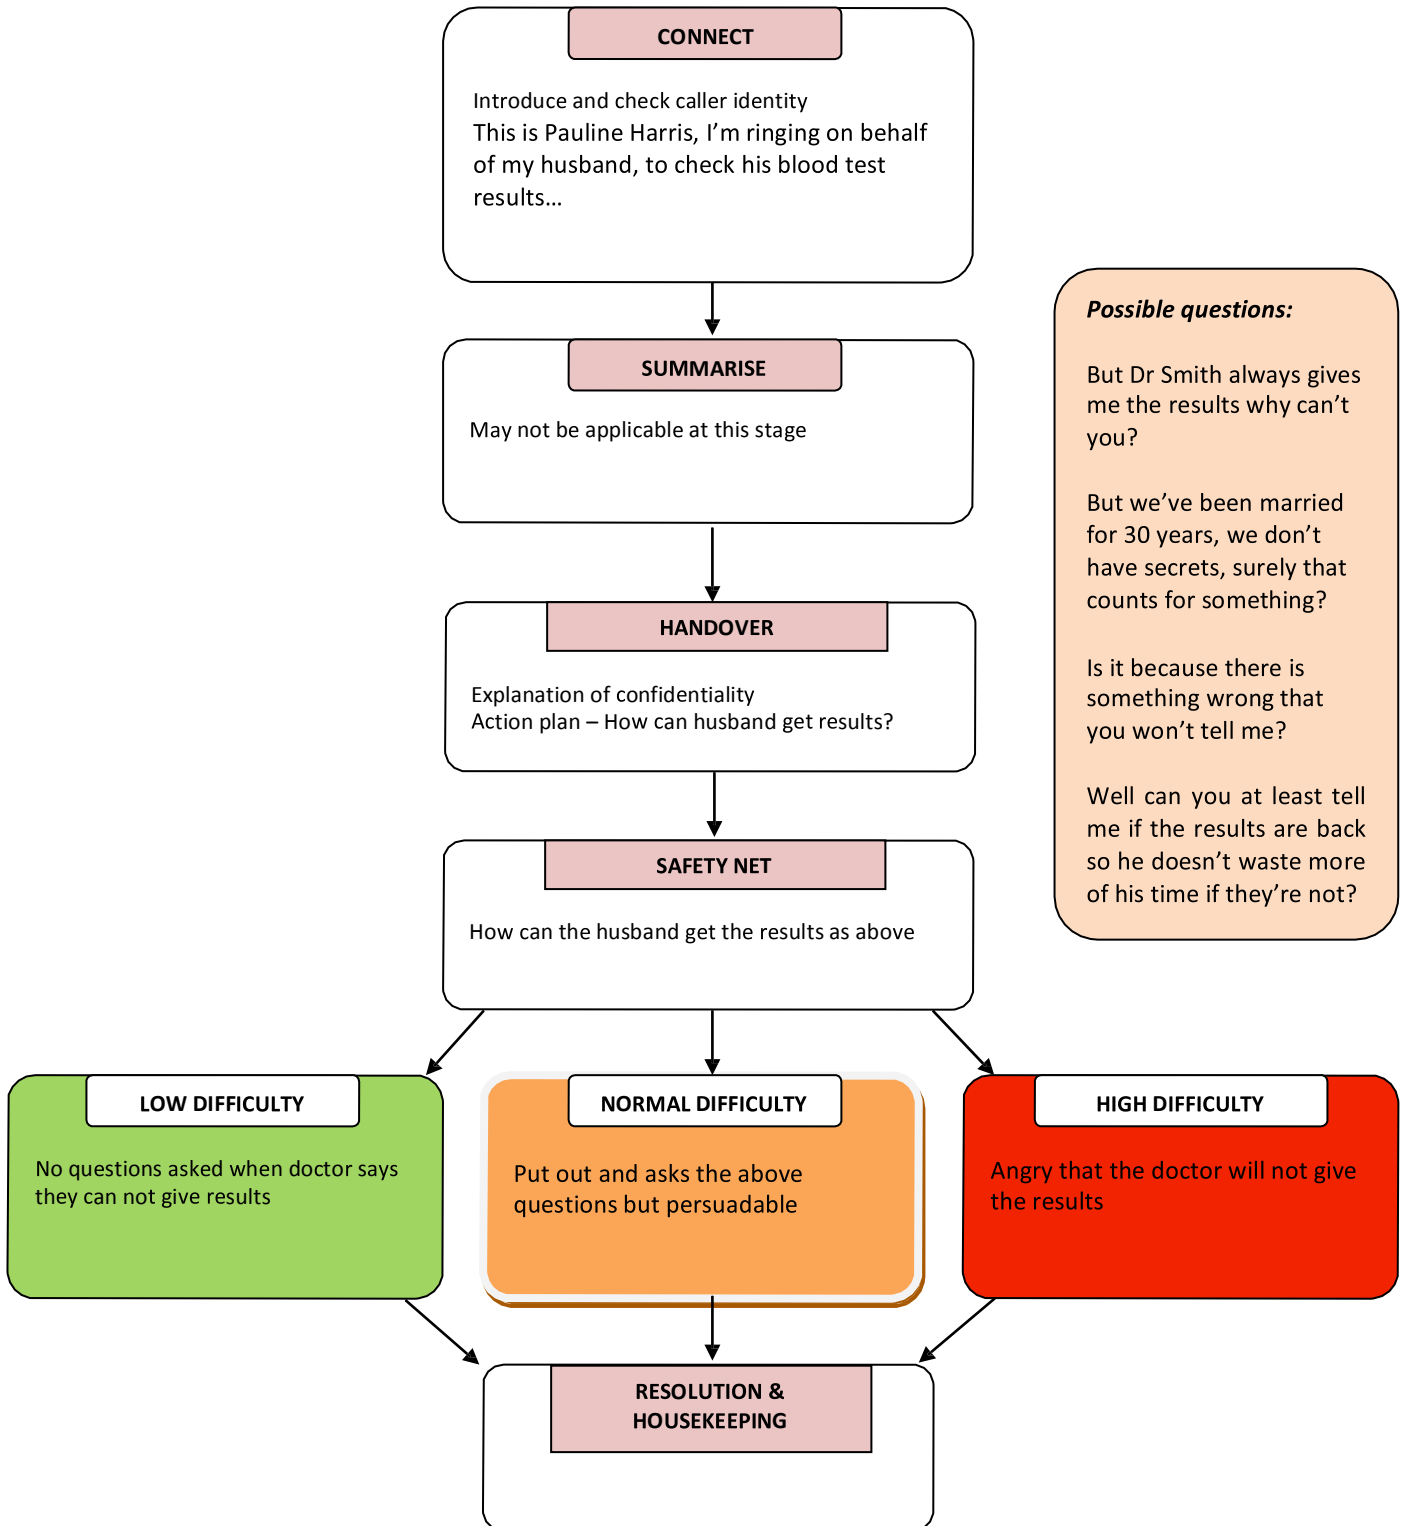 CONNECT
Introduce and check caller identity
This is Pauline Harris, I’m ringing on behalf
of my husband, to check his blood test
results…
SUMMARISE
May not be applicable at this stage
HANDOVER
Explanation of confidentiality
Action plan – How can husband get results?
SAFETY NET
How can the husband get the results as above
Possible questions:
But Dr Smith always gives
me the results why can’t
you?
But we’ve been married
for 30 years, we don’t
have secrets, surely that
counts for something?
Is it because there is
something wrong that
you won’t tell me?
Well can you at least tell
me if the results are back
so he doesn’t waste more
of his time if they’re not?
LOW DIFFICULTY
No questions asked when doctor says
they can not give results
NORMAL DIFFICULTY
Put out and asks the above
questions but persuadable
HIGH DIFFICULTY
Angry that the doctor will not give
the results
RESOLUTION &
HOUSEKEEPING